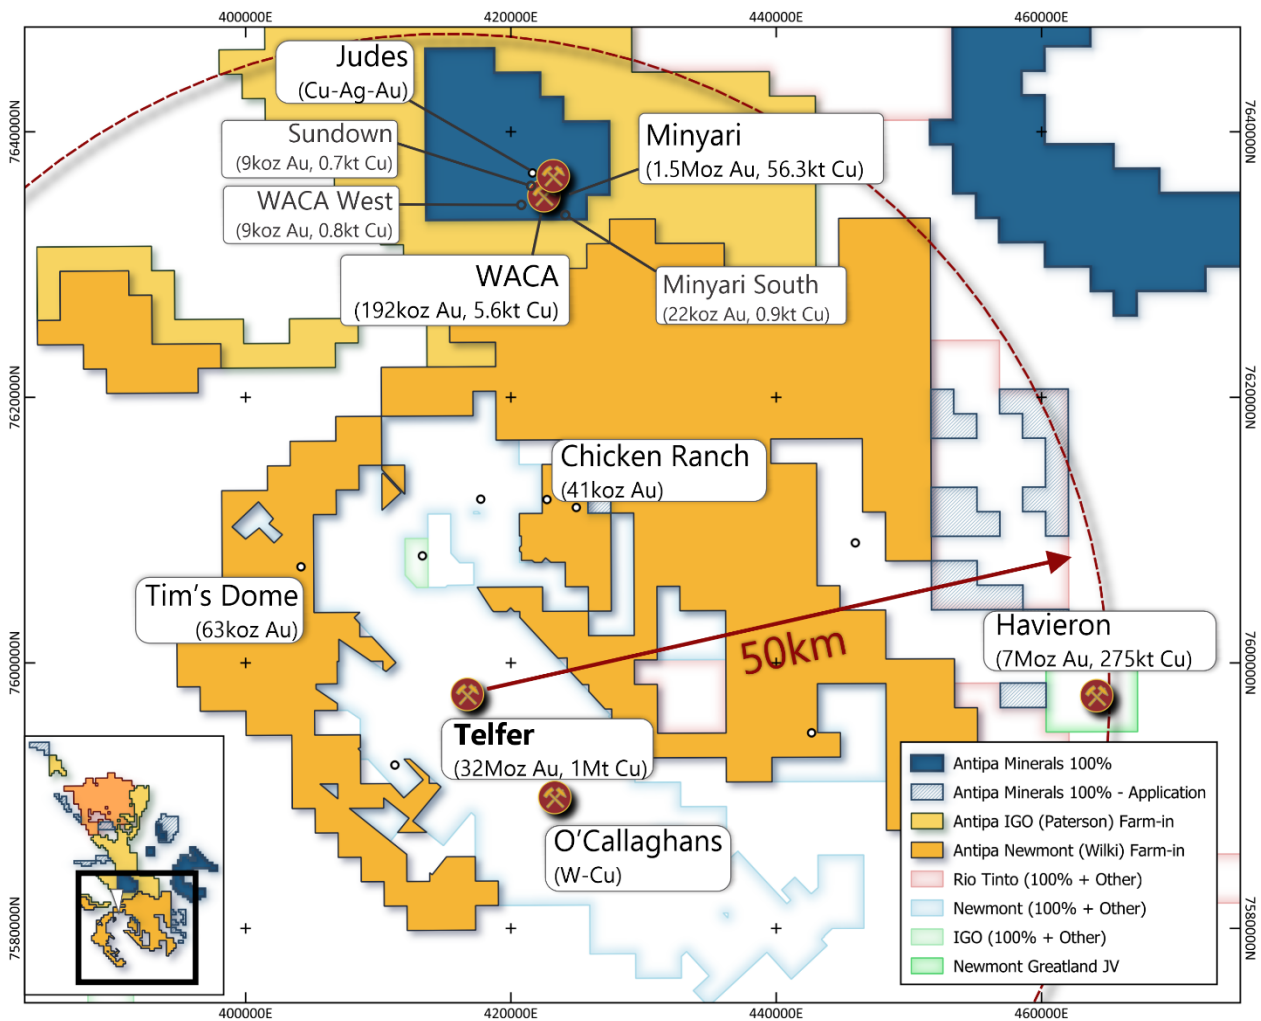 400000E
420000E
440000E
460000E
7640000N
7640000N
Judes
(Cu-Ag-Au)
Sundown
(9koz Au, 0.7kt Cu)
WACA West
(9koz Au, 0.8kt Cu)
Minyari
(1.5Moz Au, 56.3kt Cu)
WACA
(192koz Au, 5.6kt Cu)
Minyari South
(22koz Au, 0.9kt Cu)
7620000N
7620000N
Chicken Ranch
(41koz Au)
Tim's Dome
(63koz Au)
50km
Havieron
(7Moz Au, 275kt Cu)
7600000N
7600000N
Telfer
(32Moz Au, 1Mt Cu)
O'Callaghans
(W-Cu)
Antipa Minerals 100%
Antipa Minerals 100% - Application
Antipa IGO (Paterson) Farm-in
Antipa Newmont (Wilki) Farm-in
Rio Tinto (100% + Other)
Newmont (100% + Other)
IGO (100% + Other)
Newmont Greatland JV
7580000N
7580000N
400000E
420000E
440000E
460000E